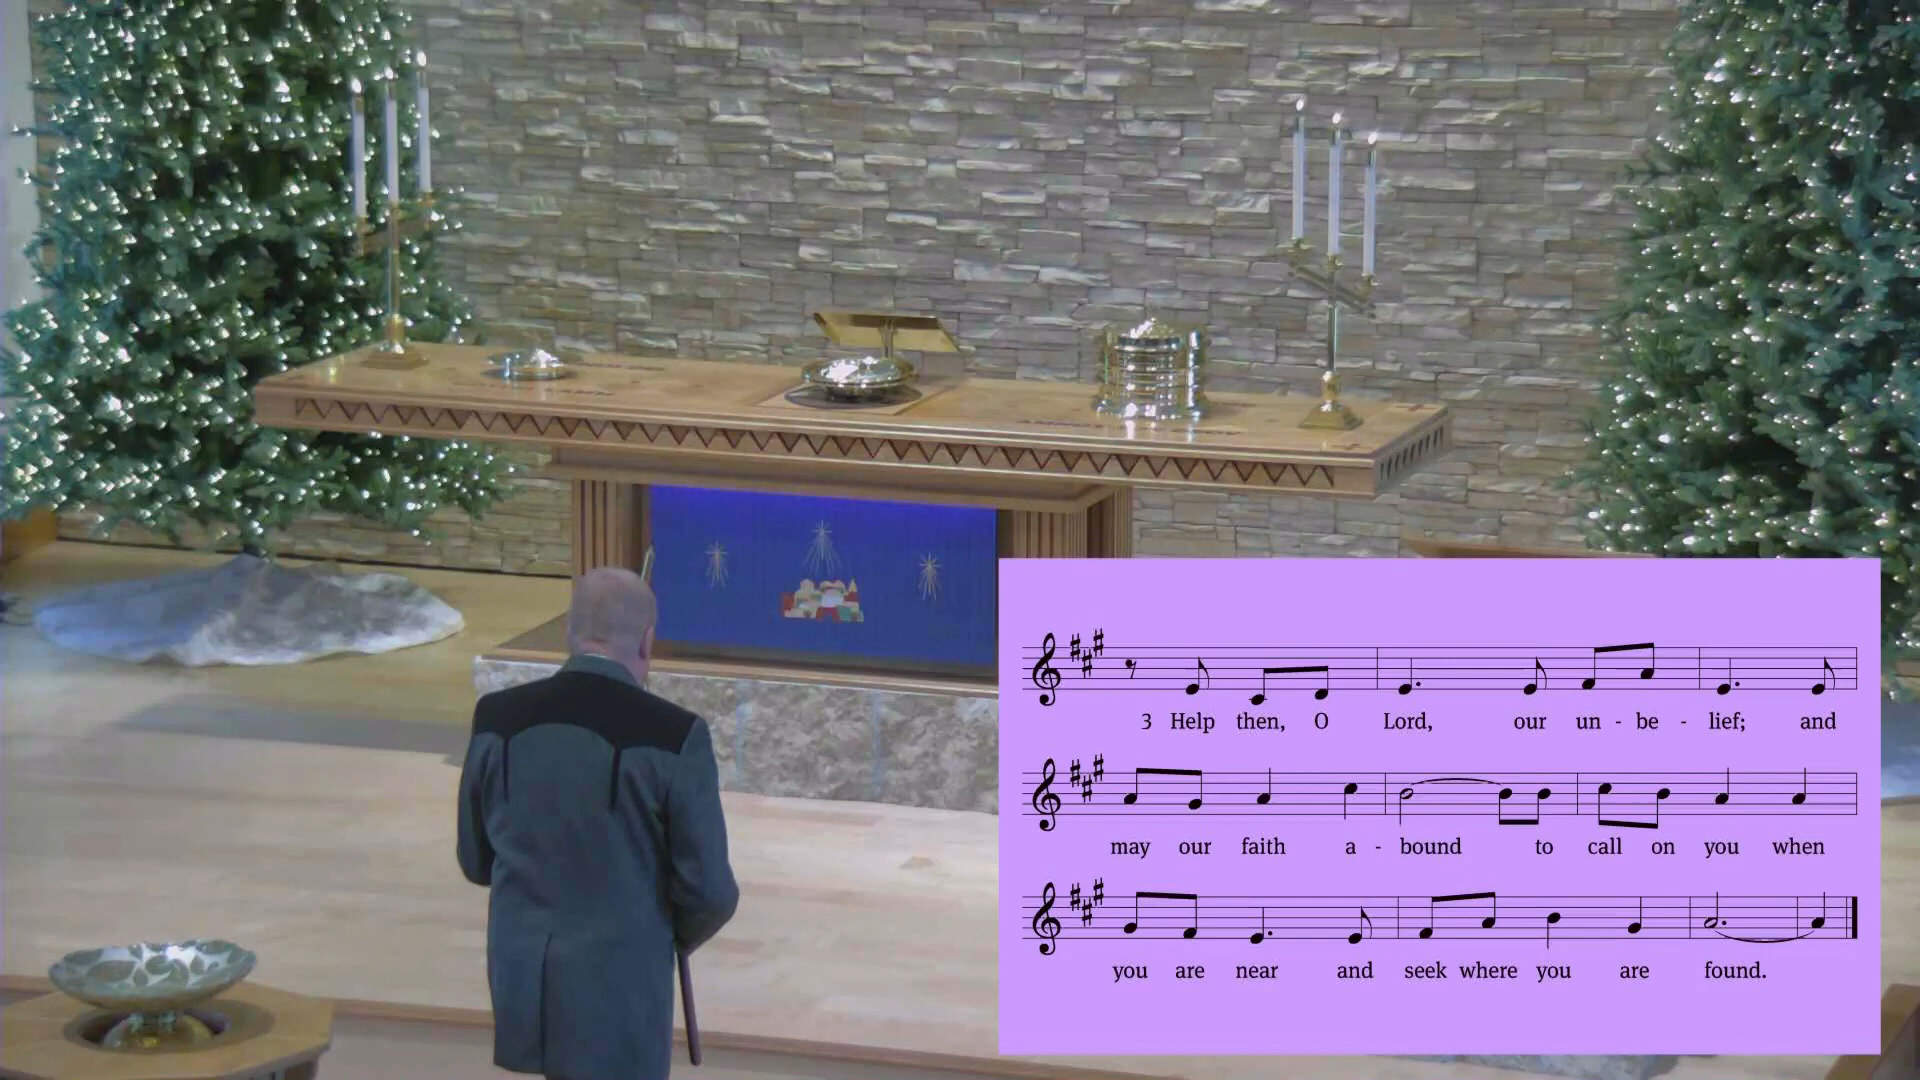 3 Help then, O Lord, our un - be - lief; and
may our faith a - bound to call on you when
you are near and seek where you are found.